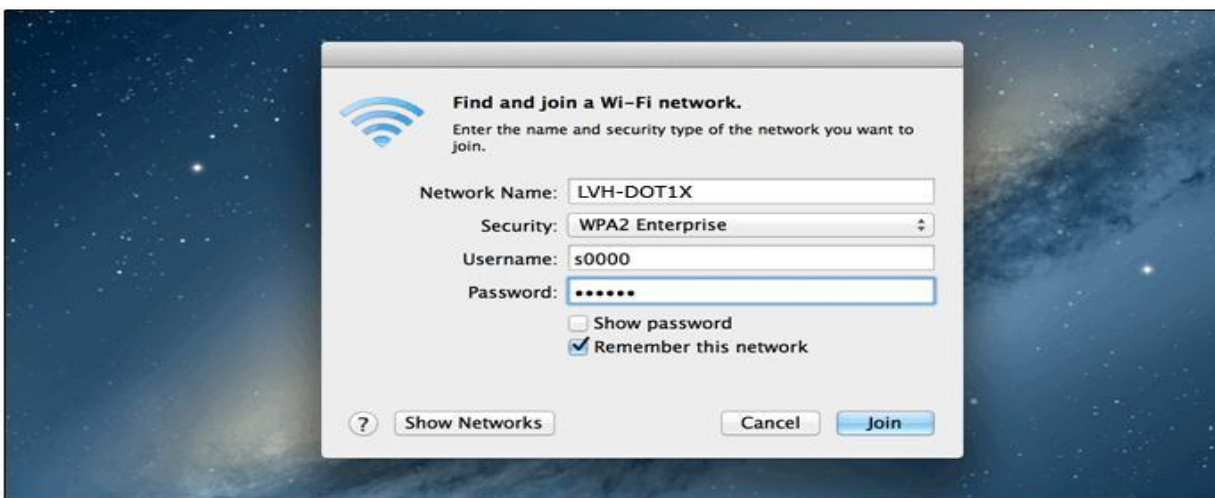 Find and join a Wi-Fi network.
Enter the name and security type of the network you want to
join.
Network Name: LVH-DOT1X
Security: WPA2 Enterprise
Username: s0000
Password: ••••••
Show password
Remember this network
? Show Networks Cancel Join